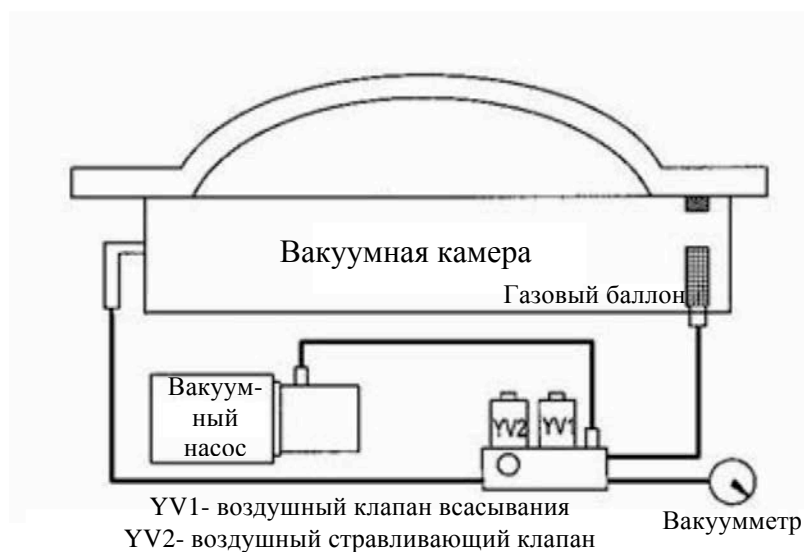 Вакуумная камера
Газовый баллон
Вакуум-
ный
насос
YV2 YV1
YV1- воздушный клапан всасывания
Вакуумметр
YV2- воздушный стравливающий клапан